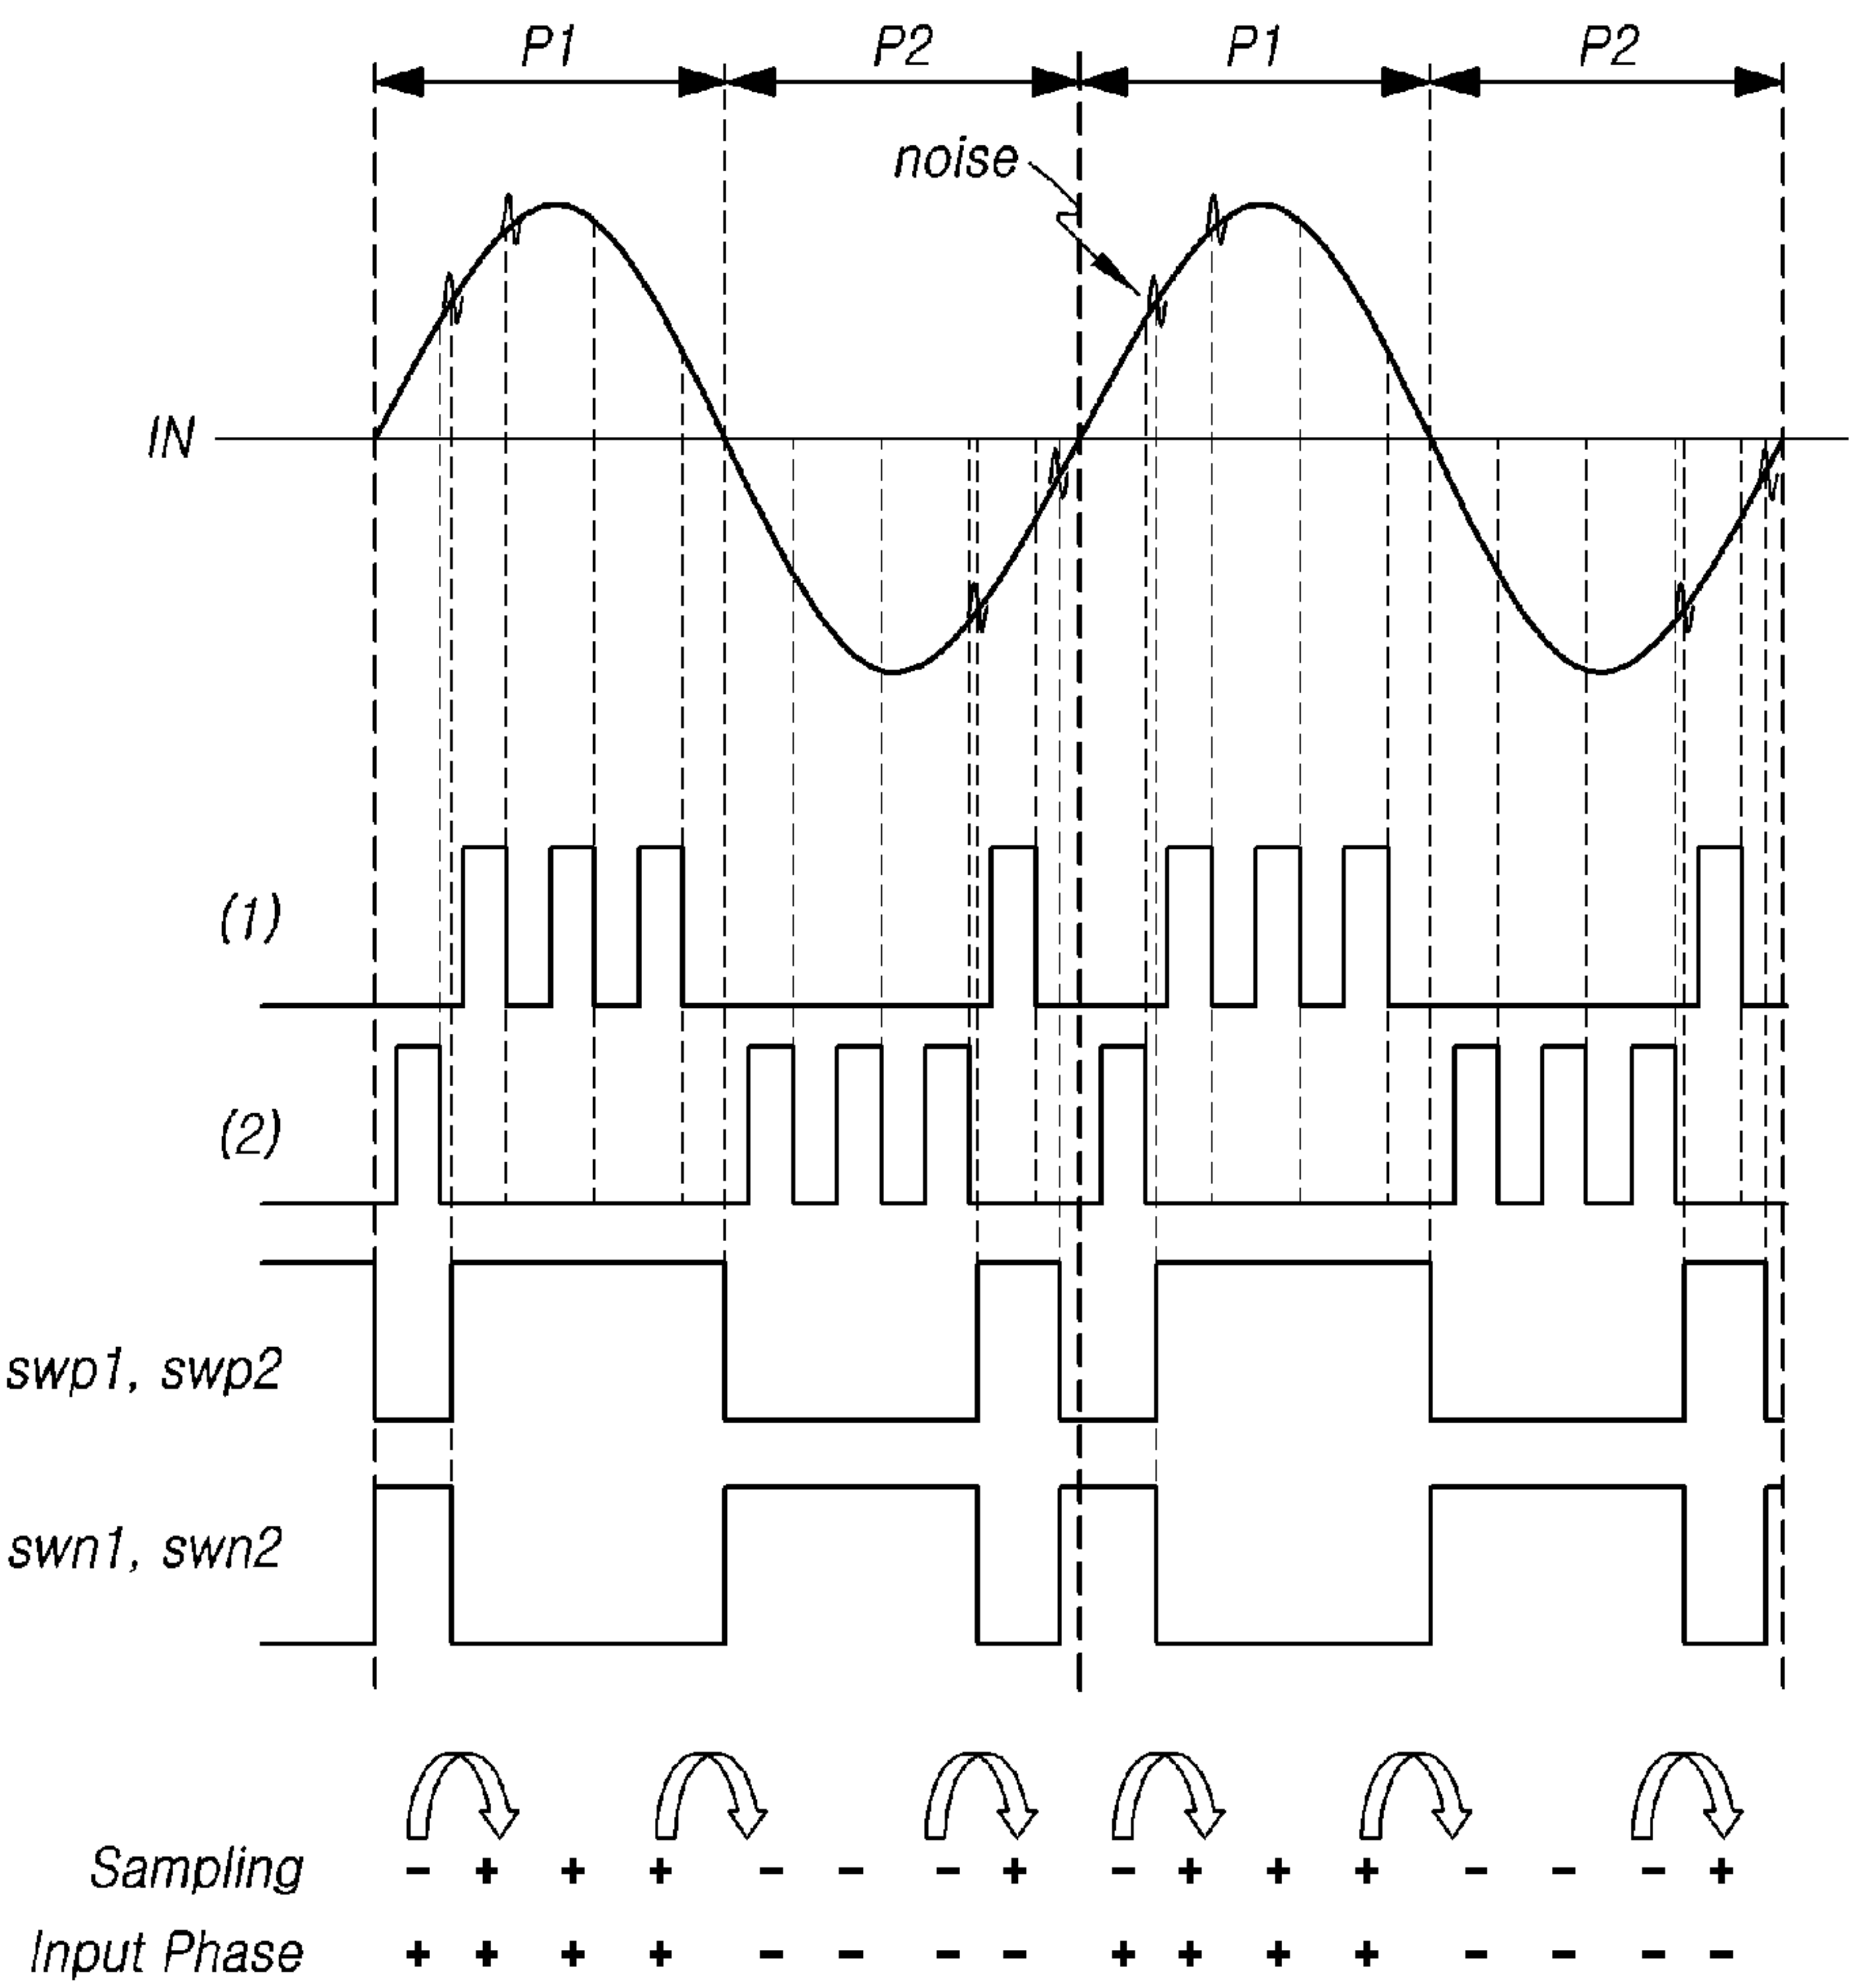 P1 P2 P1 P2
noise
IN
(1)
(2)
swp1, swp2
swn1, swn2
Sampling - + + + - - - + - + + + - - - +
Input Phase + + + + - - - - + + + + - - - -